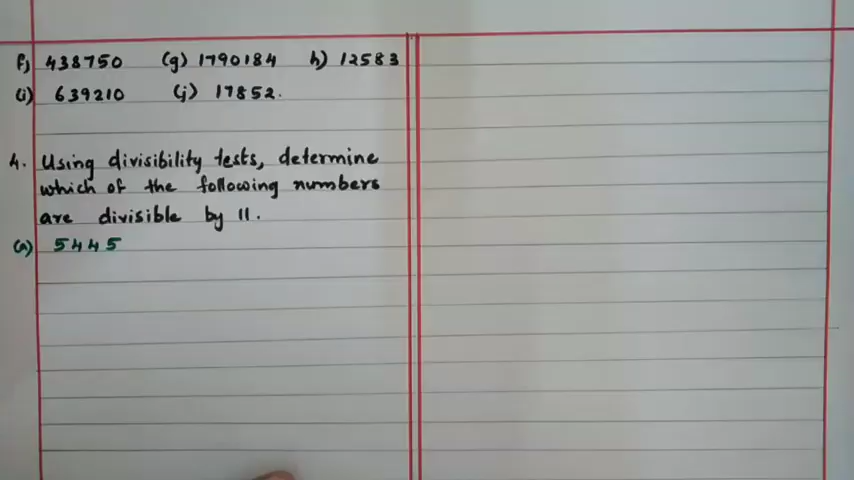 f) 438750 (g) 1790184 h) 12583
(i) 639210 (j) 17852.
4. Using divisibility tests, determine
which of the following numbers
are divisible by 11.
(a) 5445